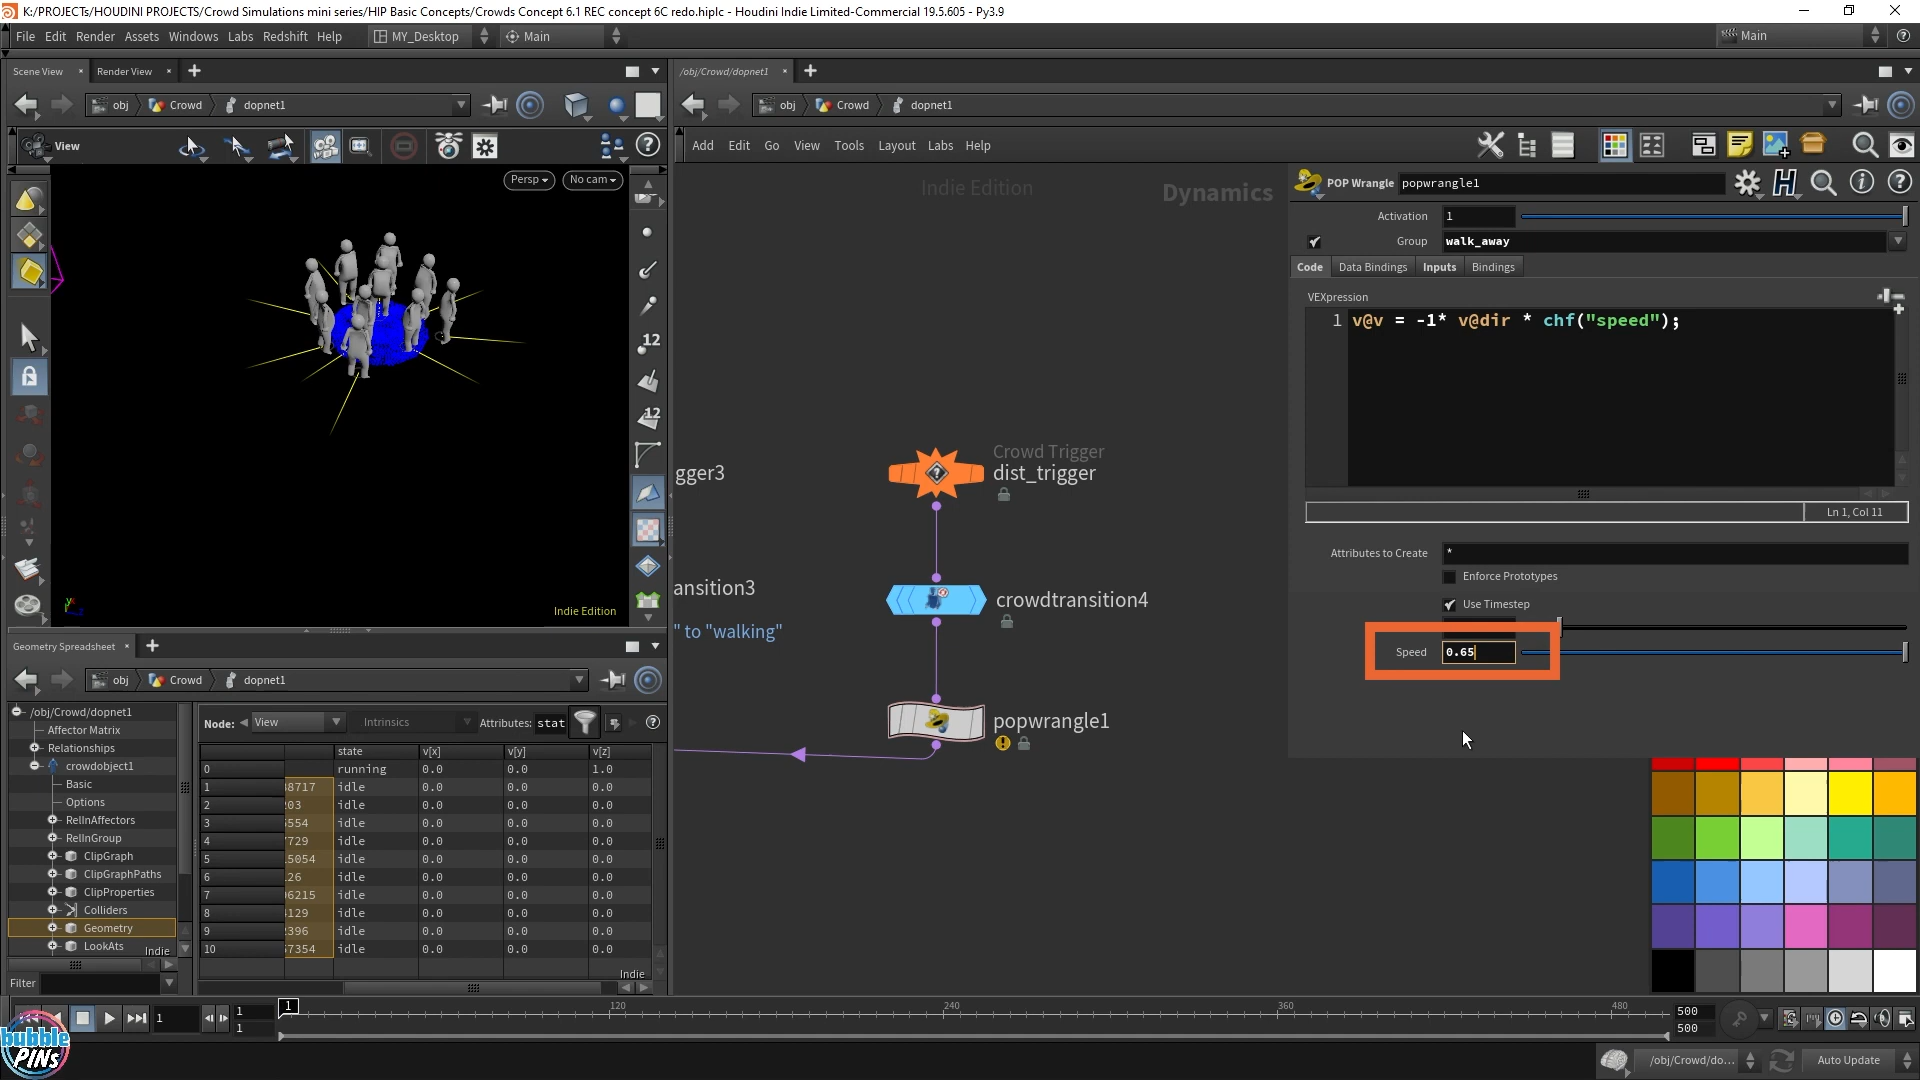 K:/PROJECTs/HOUDINI PROJECTS/Crowd Simulations mini series/HIP Basic Concepts/Crowds Concept 6.1 REC concept 6C redo.hiplc - Houdini Indie Limited-Commercial 19.5.605 - Py3.9
File Edit Render Assets Windows Labs Redshift Help MY_Desktop Main Main
Scene View Render View /obj/Crowd/dopnet1
obj Crowd dopnet1 obj Crowd dopnet1
View Add Edit Go View Tools Layout Labs Help
Persp No cam
Indie Edition Dynamics
POP Wrangle popwrangle1
Activation 1
Group walk_away
Code Data Bindings Inputs Bindings
VEXpression
1 v@v = -1* v@dir * chf("speed");
12
12
Crowd Trigger
gger3 dist_trigger
Ln 1, Col 11
Attributes to Create *
Enforce Prototypes
ansition3 crowdtransition4
Use Timestep
Indie Edition
" to "walking"
Speed 0.65
popwrangle1
Geometry Spreadsheet
obj Crowd dopnet1
/obj/Crowd/dopnet1
Affector Matrix
Relationships
crowdobject1
Basic
Options
RelInAffectors
RelInGroup
ClipGraph
ClipGraphPaths
ClipProperties
Colliders
Geometry
LookAts
Indie
Filter
Node: View Intrinsics Attributes: stat
state v[x] v[y] v[z]
0 running 0.0 0.0 1.0
1 8717 idle 0.0 0.0 0.0
2 03 idle 0.0 0.0 0.0
3 554 idle 0.0 0.0 0.0
4 729 idle 0.0 0.0 0.0
5 5054 idle 0.0 0.0 0.0
6 26 idle 0.0 0.0 0.0
7 6215 idle 0.0 0.0 0.0
8 129 idle 0.0 0.0 0.0
9 396 idle 0.0 0.0 0.0
10 7354 idle 0.0 0.0 0.0
Indie
1 1 1 120 240 360 480 500
1 500
bubble
PINs
/obj/Crowd/do... Auto Update